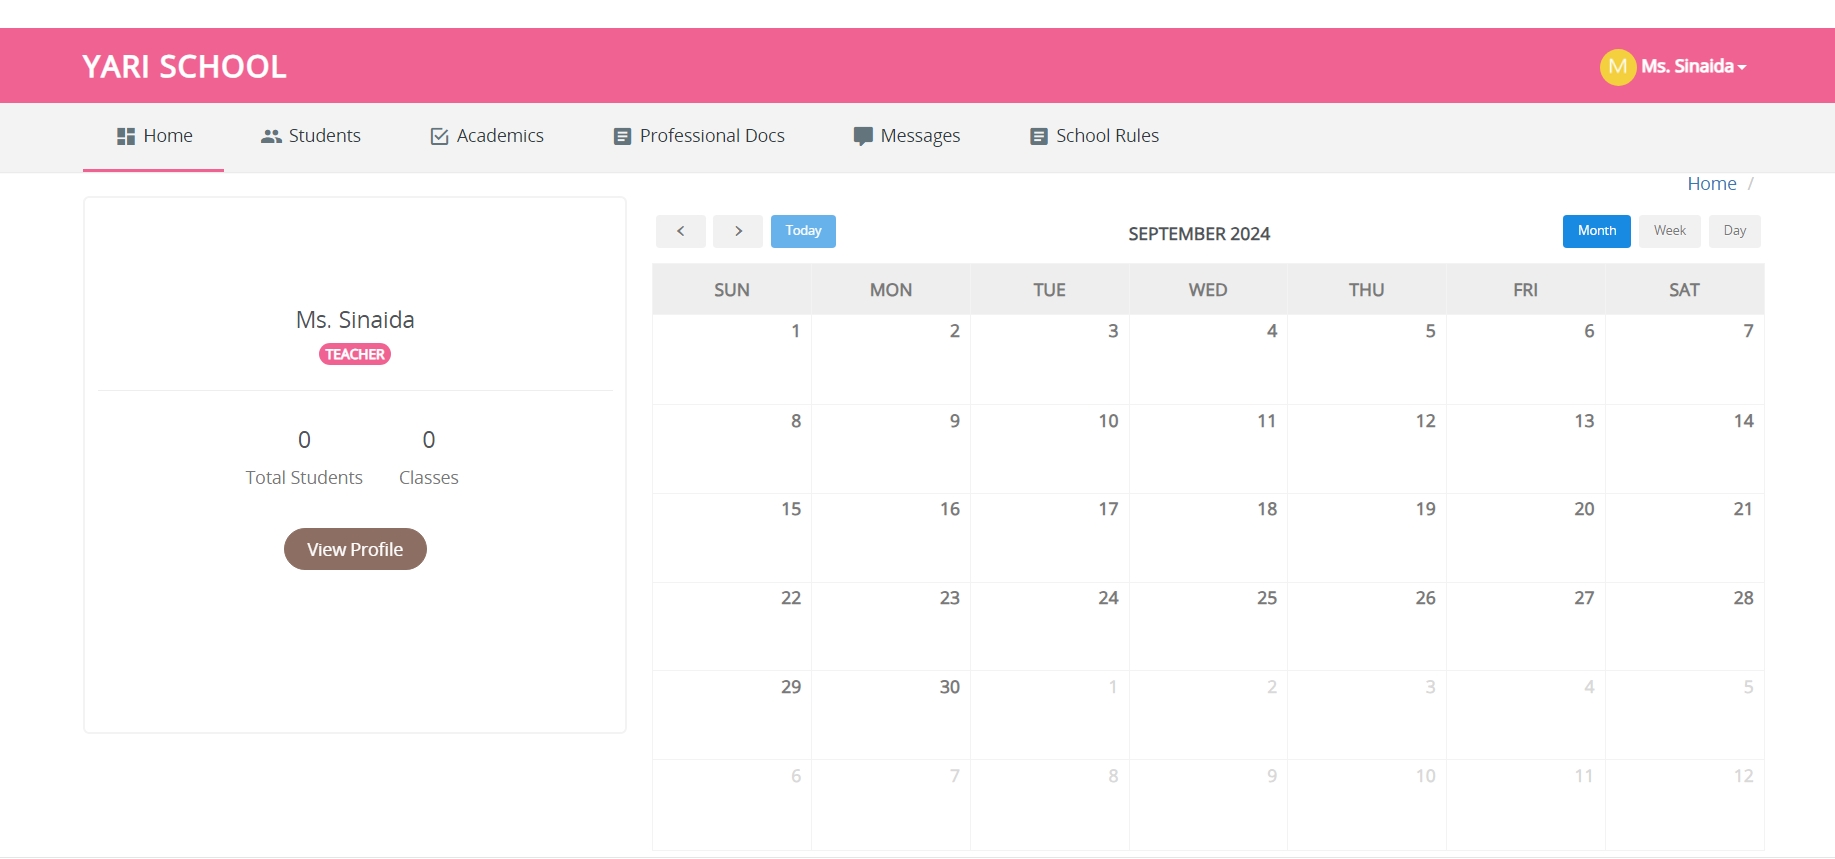 YARI SCHOOL
M Ms. Sinaida
Home Students Academics Professional Docs Messages School Rules
Home /
Ms. Sinaida
TEACHER
0 0
Total Students Classes
View Profile
< > Today SEPTEMBER 2024 Month Week Day
SUN MON TUE WED THU FRI SAT
1 2 3 4 5 6 7
8 9 10 11 12 13 14
15 16 17 18 19 20 21
22 23 24 25 26 27 28
29 30 1 2 3 4 5
6 7 8 9 10 11 12